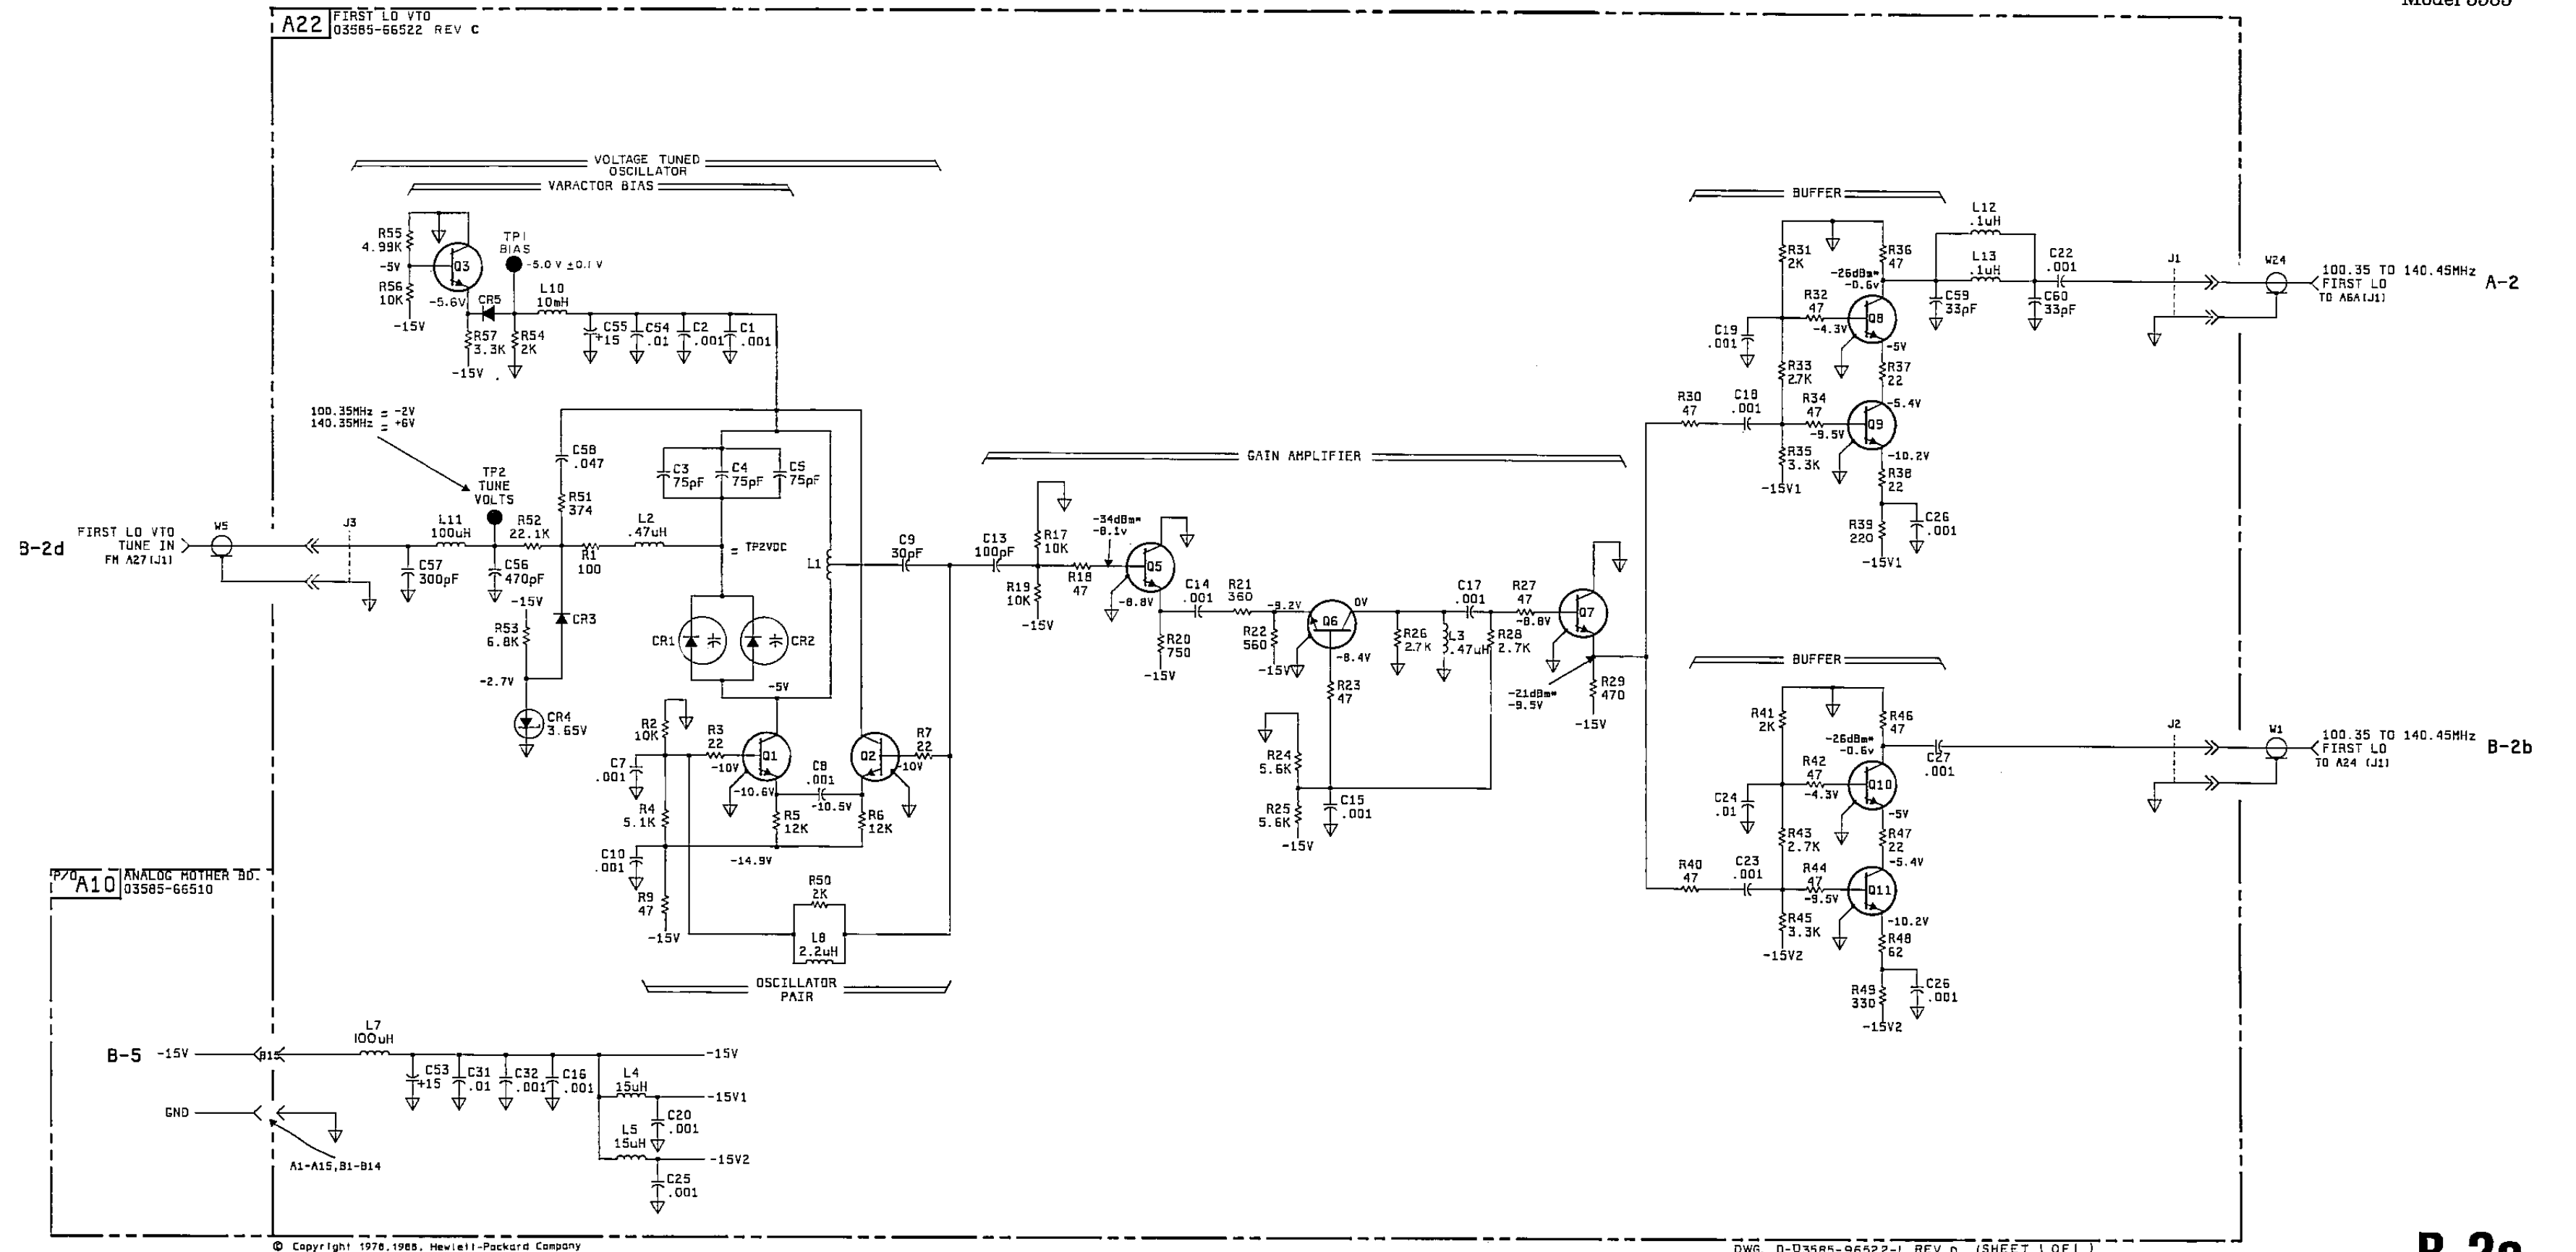 A22
FIRST LO VTO
03585-66522 REV C
VOLTAGE TUNED
OSCILLATOR
VARACTOR BIAS
R55
4.99K
-5V
R56
10K
-15V
Q3
-5.6V
TP1
BIAS
-5.0 V ±0.1 V
CR5
L10
10mH
R57
3.3K
-15V
R54
2K
C55
+15
C54
.01
C2
.001
C1
.001
100.35MHz = -2V
140.35MHz = +6V
TP2
TUNE
VOLTS
C58
.047
R51
374
C3
75pF
C4
75pF
C5
75pF
B-2d
FIRST LO VTO
TUNE IN
FM A27(J1)
W5
J3
L11
100uH
R52
22.1K
R1
100
L2
.47uH
= TP2VDC
L1
C57
300pF
C56
470pF
-15V
R53
6.8K
CR3
-2.7V
CR4
3.65V
CR1
CR2
-5V
R2
10K
R3
22
-10V
Q1
-10.6V
C7
.001
R4
5.1K
C8
.001
-10.5V
Q2
-10V
R7
22
R5
12K
R6
12K
C10
.001
-14.9V
R9
47
-15V
R50
2K
L8
2.2uH
OSCILLATOR
PAIR
C9
30pF
C13
100pF
GAIN AMPLIFIER
R17
10K
R19
10K
-15V
R18
47
-34dBm*
-8.1v
Q5
-8.8V
R20
750
-15V
C14
.001
R21
360
R22
560
-15V
-9.2V
Q6
0V
-8.4V
R23
47
R24
5.6K
R25
5.6K
-15V
C15
.001
R26
2.7K
L3
.47uH
C17
.001
R28
2.7K
R27
47
-8.8V
Q7
-21dBm*
-9.5V
R29
470
-15V
BUFFER
R31
2K
R36
47
-26dBm*
-0.6v
R32
47
-4.3V
Q8
-5V
C19
.001
R33
2.7K
R37
22
R30
47
C18
.001
R34
47
-9.5V
Q9
-5.4V
-10.2V
R35
3.3K
-15V1
R38
22
R39
220
-15V1
C26
.001
L12
.1uH
L13
.1uH
C59
33pF
C60
33pF
C22
.001
J1
W24
100.35 TO 140.45MHz
FIRST LO
TO A6A(J1)
A-2
BUFFER
R41
2K
R46
47
-26dBm*
-0.6v
R42
47
-4.3V
Q10
-5V
C24
.01
R43
2.7K
R47
22
-5.4V
R40
47
C23
.001
R44
47
-9.5V
Q11
-10.2V
R45
3.3K
-15V2
R48
62
R49
330
-15V2
C26
.001
C27
.001
J2
W1
100.35 TO 140.45MHz
FIRST LO
TO A24 (J1)
B-2b
P/O A10
ANALOG MOTHER BD.
03585-66510
B-5
-15V
B15
L7
100uH
C53
+15
C31
.01
C32
.001
C16
.001
-15V
L4
15uH
-15V1
C20
.001
L5
15uH
-15V2
C25
.001
GND
A1-A15,B1-B14
© Copyright 1978,1988, Hewlett-Packard Company